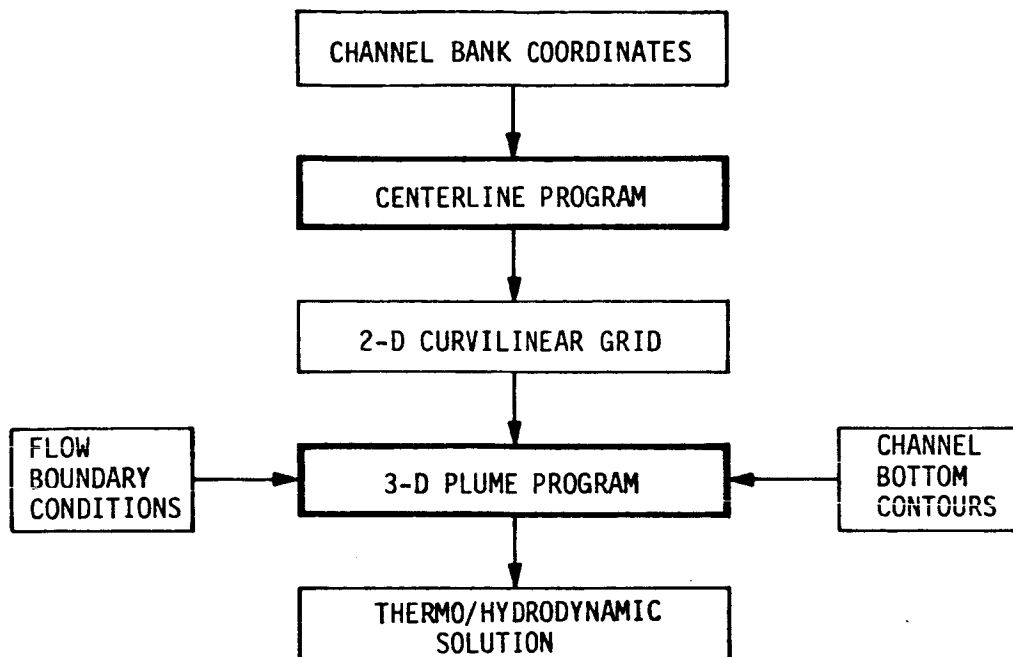 CHANNEL BANK COORDINATES
CENTERLINE PROGRAM
2-D CURVILINEAR GRID
FLOW
BOUNDARY
CONDITIONS
3-D PLUME PROGRAM
CHANNEL
BOTTOM
CONTOURS
THERMO/HYDRODYNAMIC
SOLUTION